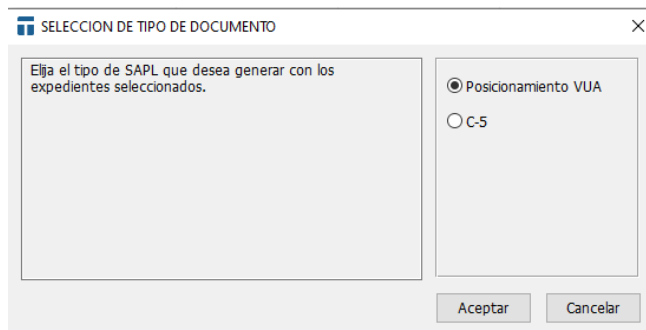 SELECCION DE TIPO DE DOCUMENTO
Elija el tipo de SAPL que desea generar con los
expedientes seleccionados.
Posicionamiento VUA
C-5
Aceptar
Cancelar